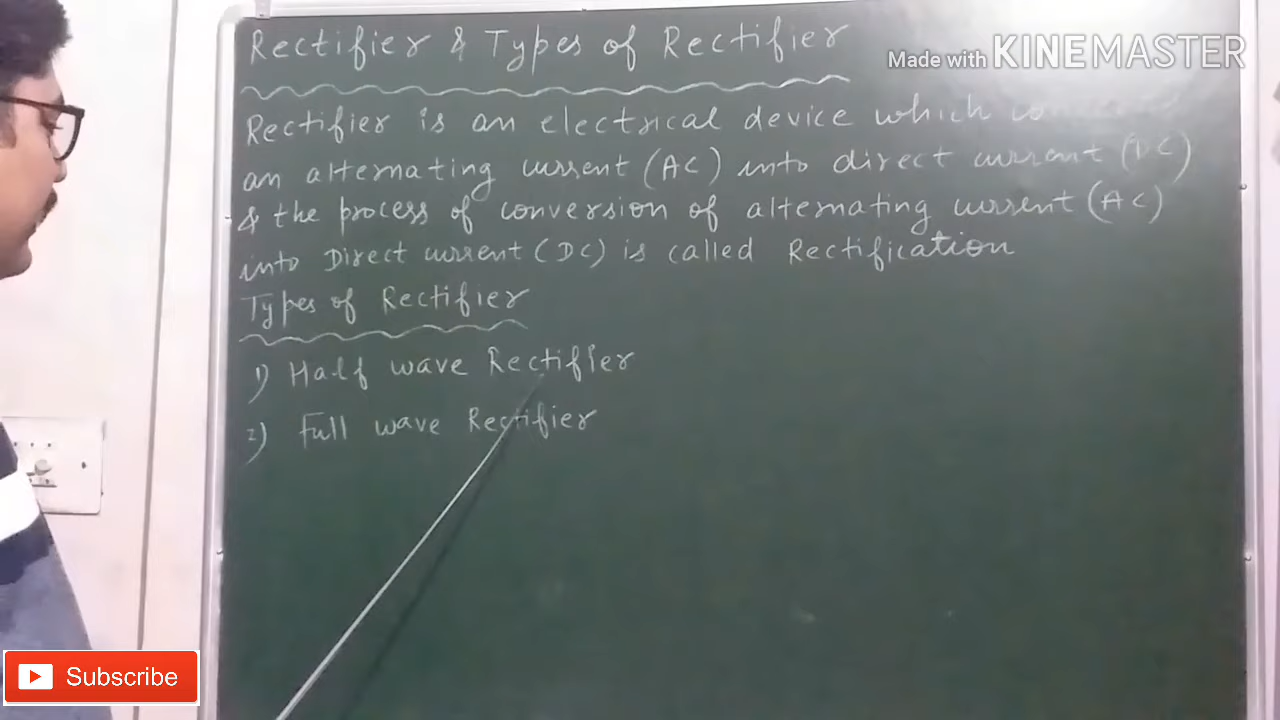 Rectifier & Types of Rectifier
Made with KINEMASTER
Rectifier is an electrical device which
an alternating current (AC) into direct current (DC)
& the process of conversion of alternating current (AC)
into Direct current (DC) is called Rectification
Types of Rectifier
1) Half wave Rectifier
2) Full wave Rectifier
Subscribe